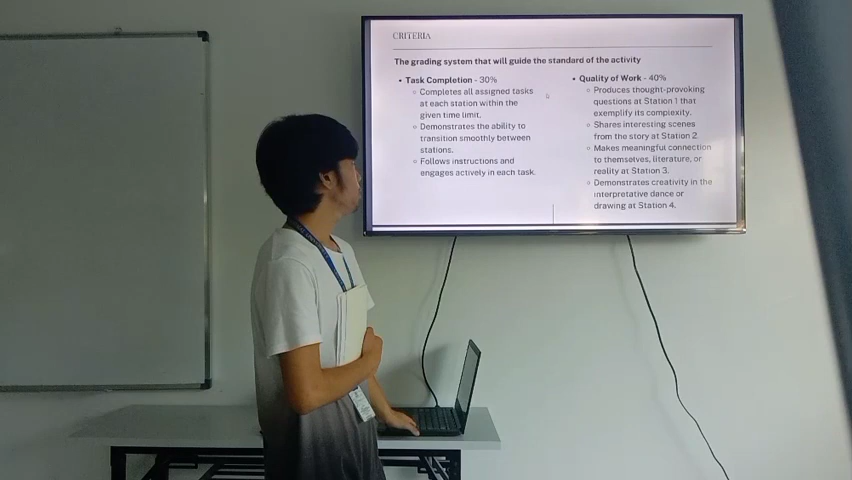 CRITERIA
The grading system that will guide the standard of the activity
• Task Completion - 30%
○ Completes all assigned tasks
at each station within the
given time limit.
○ Demonstrates the ability to
transition smoothly between
stations.
○ Follows instructions and
engages actively in each task.
• Quality of Work - 40%
○ Produces thought-provoking
questions at Station 1 that
exemplify its complexity.
○ Shares interesting scenes
from the story at Station 2.
○ Makes meaningful connection
to themselves, literature, or
reality at Station 3.
○ Demonstrates creativity in the
interpretative dance or
drawing at Station 4.